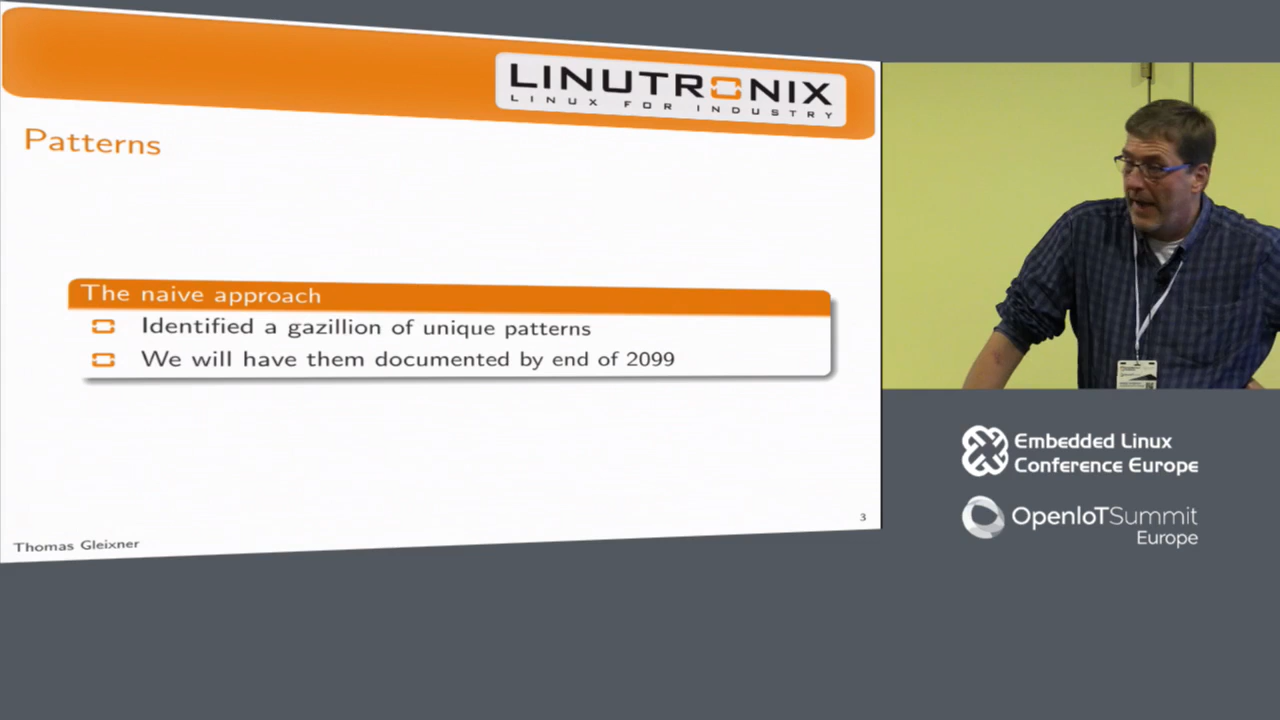 LINUTRONIX
LINUX FOR INDUSTRY
Patterns
The naive approach
Identified a gazillion of unique patterns
We will have them documented by end of 2099
3
Thomas Gleixner
Embedded Linux
Conference Europe
OpenIoTSummit
Europe